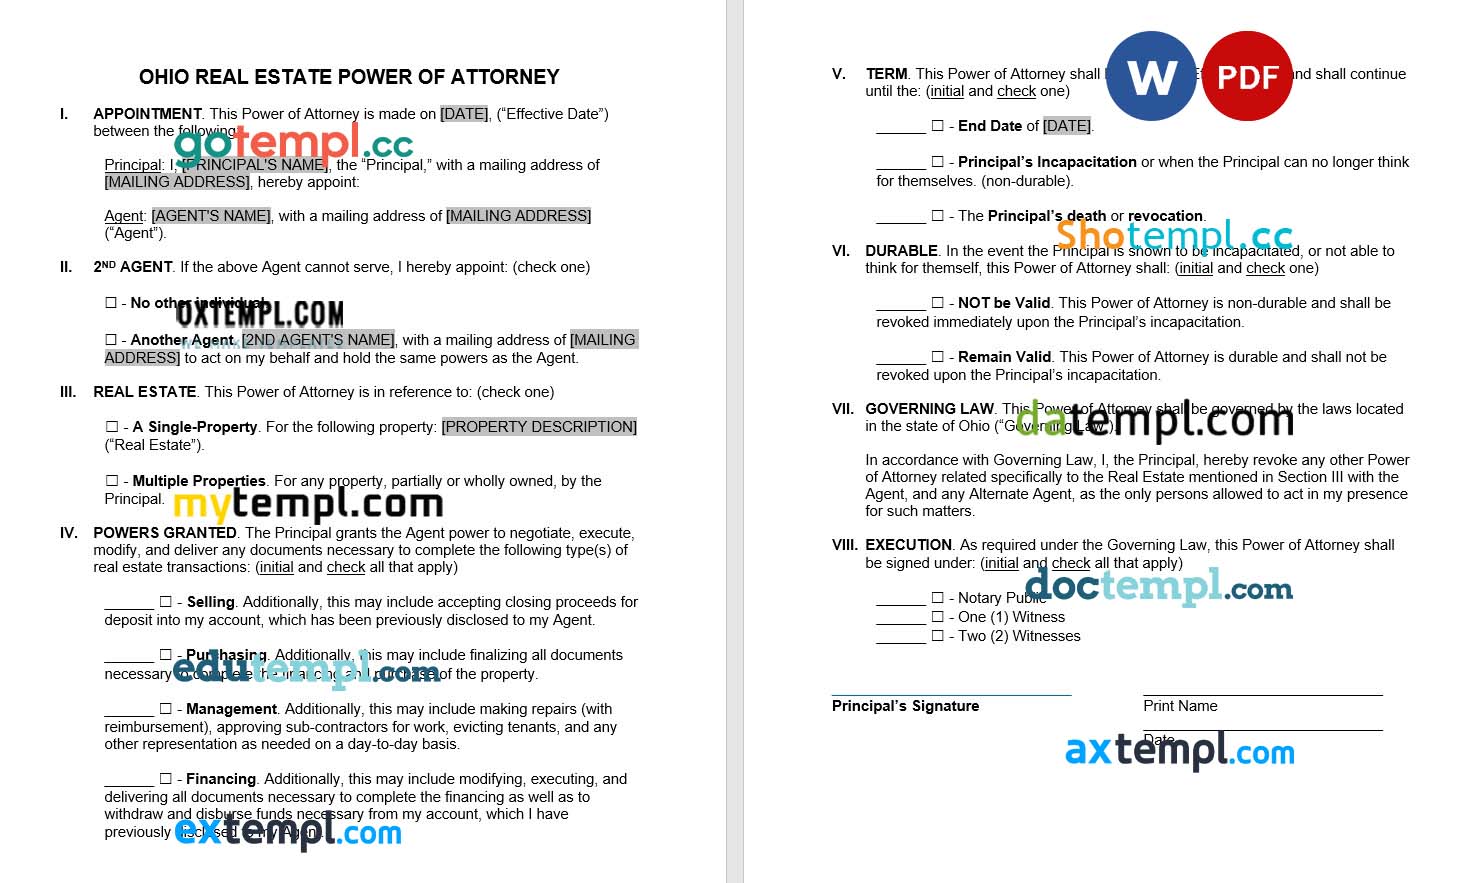 OHIO REAL ESTATE POWER OF ATTORNEY
I. APPOINTMENT. This Power of Attorney is made on [DATE], (“Effective Date”)
between the following:
gotempl.cc
Principal: I, [PRINCIPAL'S NAME], the “Principal,” with a mailing address of
[MAILING ADDRESS], hereby appoint:
Agent: [AGENT'S NAME], with a mailing address of [MAILING ADDRESS]
(“Agent”).
II. 2ND AGENT. If the above Agent cannot serve, I hereby appoint: (check one)
☐ - No other individual.
OXTEMPL.COM
☐ - Another Agent. [2ND AGENT'S NAME], with a mailing address of [MAILING
ADDRESS] to act on my behalf and hold the same powers as the Agent.
III. REAL ESTATE. This Power of Attorney is in reference to: (check one)
☐ - A Single-Property. For the following property: [PROPERTY DESCRIPTION]
(“Real Estate”).
☐ - Multiple Properties. For any property, partially or wholly owned, by the
Principal.
mytempl.com
IV. POWERS GRANTED. The Principal grants the Agent power to negotiate, execute,
modify, and deliver any documents necessary to complete the following type(s) of
real estate transactions: (initial and check all that apply)
______ ☐ - Selling. Additionally, this may include accepting closing proceeds for
deposit into my account, which has been previously disclosed to my Agent.
______ ☐ - Purchasing. Additionally, this may include finalizing all documents
necessary to complete the financing and purchase of the property.
edutempl.com
______ ☐ - Management. Additionally, this may include making repairs (with
reimbursement), approving sub-contractors for work, evicting tenants, and any
other representation as needed on a day-to-day basis.
______ ☐ - Financing. Additionally, this may include modifying, executing, and
delivering all documents necessary to complete the financing as well as to
withdraw and disburse funds necessary from my account, which I have
previously disclosed to my Agent.
extempl.com
W PDF
V. TERM. This Power of Attorney shall and shall continue
until the: (initial and check one)
______ ☐ - End Date of [DATE].
______ ☐ - Principal’s Incapacitation or when the Principal can no longer think
for themselves. (non-durable).
______ ☐ - The Principal’s death or revocation.
Shotempl.cc
VI. DURABLE. In the event the Principal is shown to be incapacitated, or not able to
think for themself, this Power of Attorney shall: (initial and check one)
______ ☐ - NOT be Valid. This Power of Attorney is non-durable and shall be
revoked immediately upon the Principal’s incapacitation.
______ ☐ - Remain Valid. This Power of Attorney is durable and shall not be
revoked upon the Principal’s incapacitation.
VII. GOVERNING LAW. This Power of Attorney shall be governed by the laws located
in the state of Ohio (“Governing Law”).
datempl.com
In accordance with Governing Law, I, the Principal, hereby revoke any other Power
of Attorney related specifically to the Real Estate mentioned in Section III with the
Agent, and any Alternate Agent, as the only persons allowed to act in my presence
for such matters.
VIII. EXECUTION. As required under the Governing Law, this Power of Attorney shall
be signed under: (initial and check all that apply)
doctempl.com
______ ☐ - Notary Public
______ ☐ - One (1) Witness
______ ☐ - Two (2) Witnesses
Principal’s Signature
Print Name
Date
axtempl.com